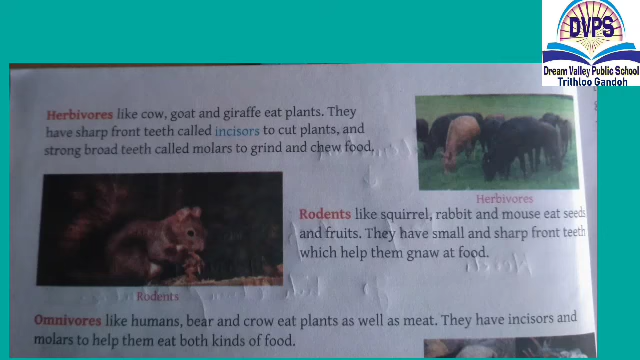 DVPS
Dream Valley Public School
Trithloo Gandoh
Herbivores like cow, goat and giraffe eat plants. They
have sharp front teeth called incisors to cut plants, and
strong broad teeth called molars to grind and chew food.
Herbivores
Rodents like squirrel, rabbit and mouse eat seeds
and fruits. They have small and sharp front teeth
which help them gnaw at food.
Rodents
Omnivores like humans, bear and crow eat plants as well as meat. They have incisors and
molars to help them eat both kinds of food.